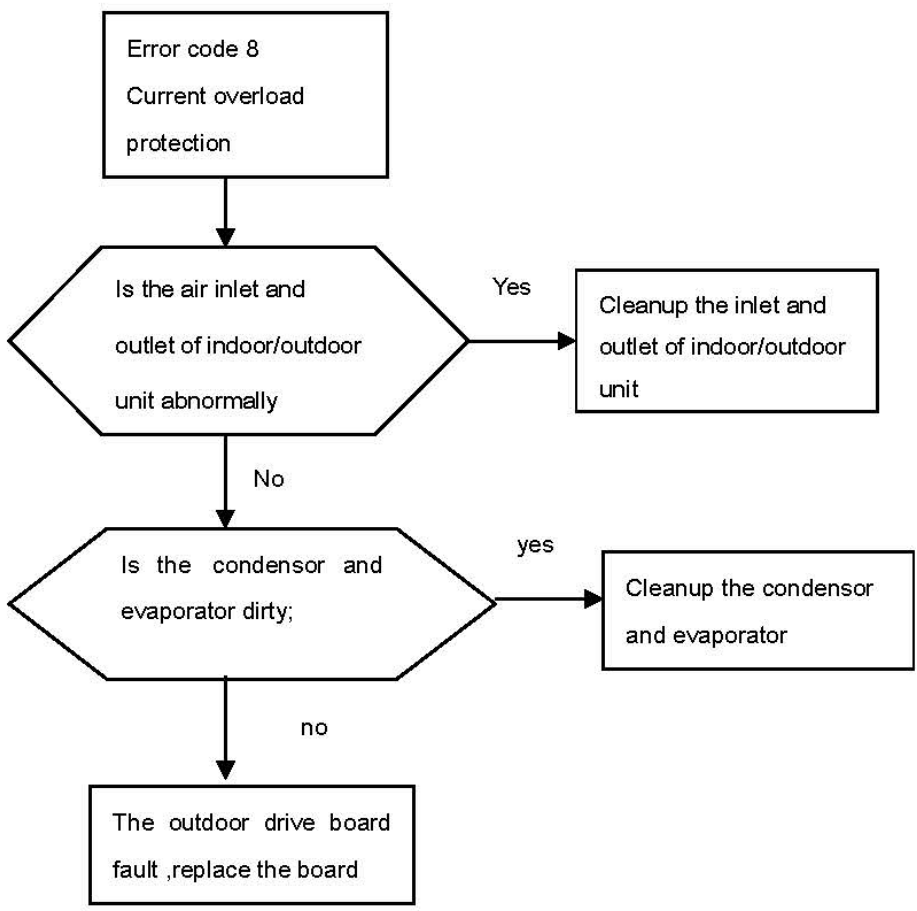 Error code 8
Current overload
protection
Is the air inlet and
outlet of indoor/outdoor
unit abnormally
Yes
Cleanup the inlet and
outlet of indoor/outdoor
unit
No
Is the condensor and
evaporator dirty;
yes
Cleanup the condensor
and evaporator
no
The outdoor drive board
fault ,replace the board